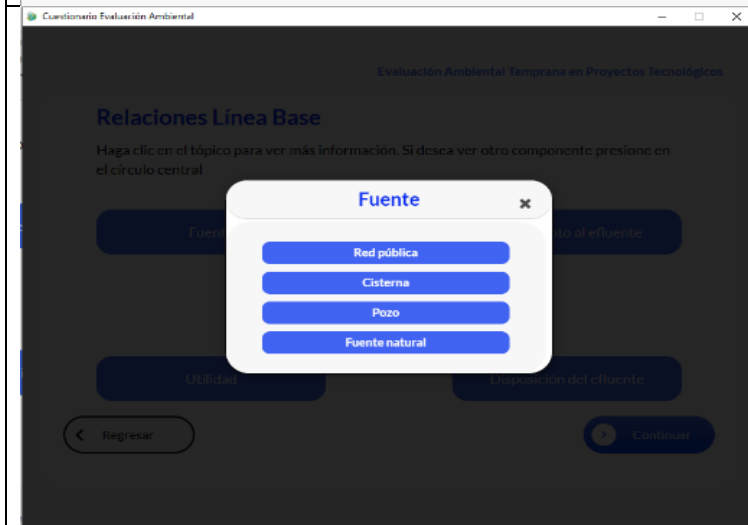 Cuestionario Evaluación Ambiental
Evaluación Ambiental Temprana en Proyectos Tecnológicos
Relaciones Línea Base
Haga clic en el tópico para ver más información. Si desea ver otro componente presione en
el círculo central
Fuente
Red pública
Cisterna
Pozo
Fuente natural
al efluente
Utilidad
Disposición del efluente
Regresar
Continuar